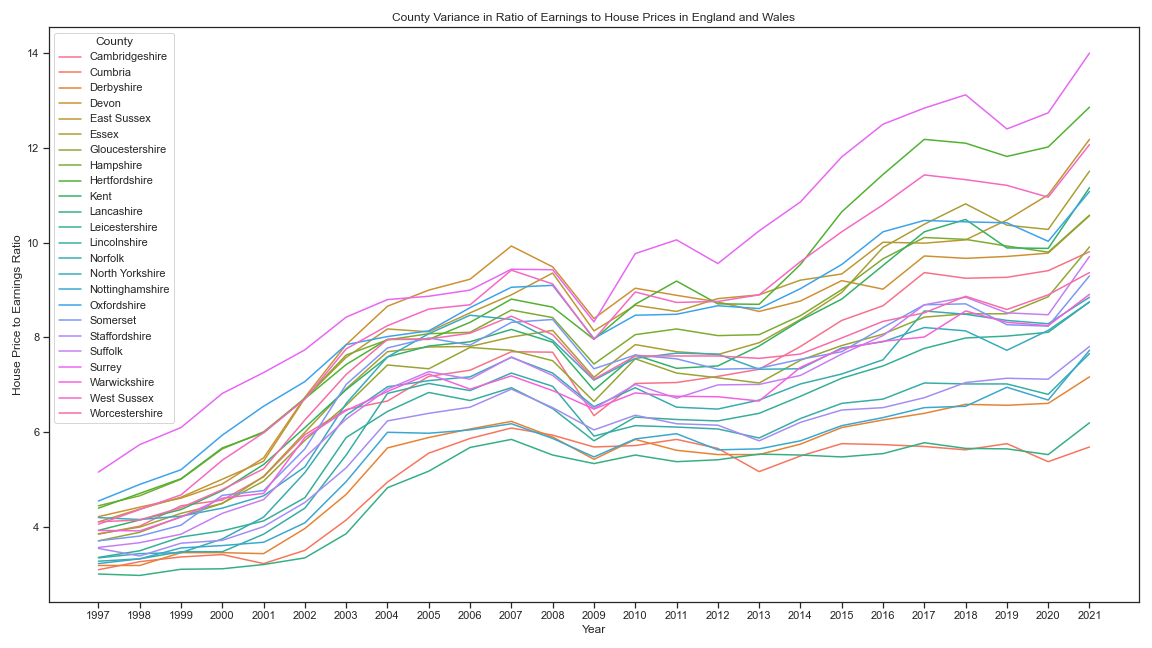 County Variance in Ratio of Earnings to House Prices in England and Wales
County
Cambridgeshire
Cumbria
Derbyshire
Devon
East Sussex
Essex
Gloucestershire
Hampshire
Hertfordshire
Kent
Lancashire
Leicestershire
Lincolnshire
Norfolk
North Yorkshire
Nottinghamshire
Oxfordshire
Somerset
Staffordshire
Suffolk
Surrey
Warwickshire
West Sussex
Worcestershire
House Price to Earnings Ratio
14
12
10
8
6
4
1997 1998 1999 2000 2001 2002 2003 2004 2005 2006 2007 2008 2009 2010 2011 2012 2013 2014 2015 2016 2017 2018 2019 2020 2021
Year